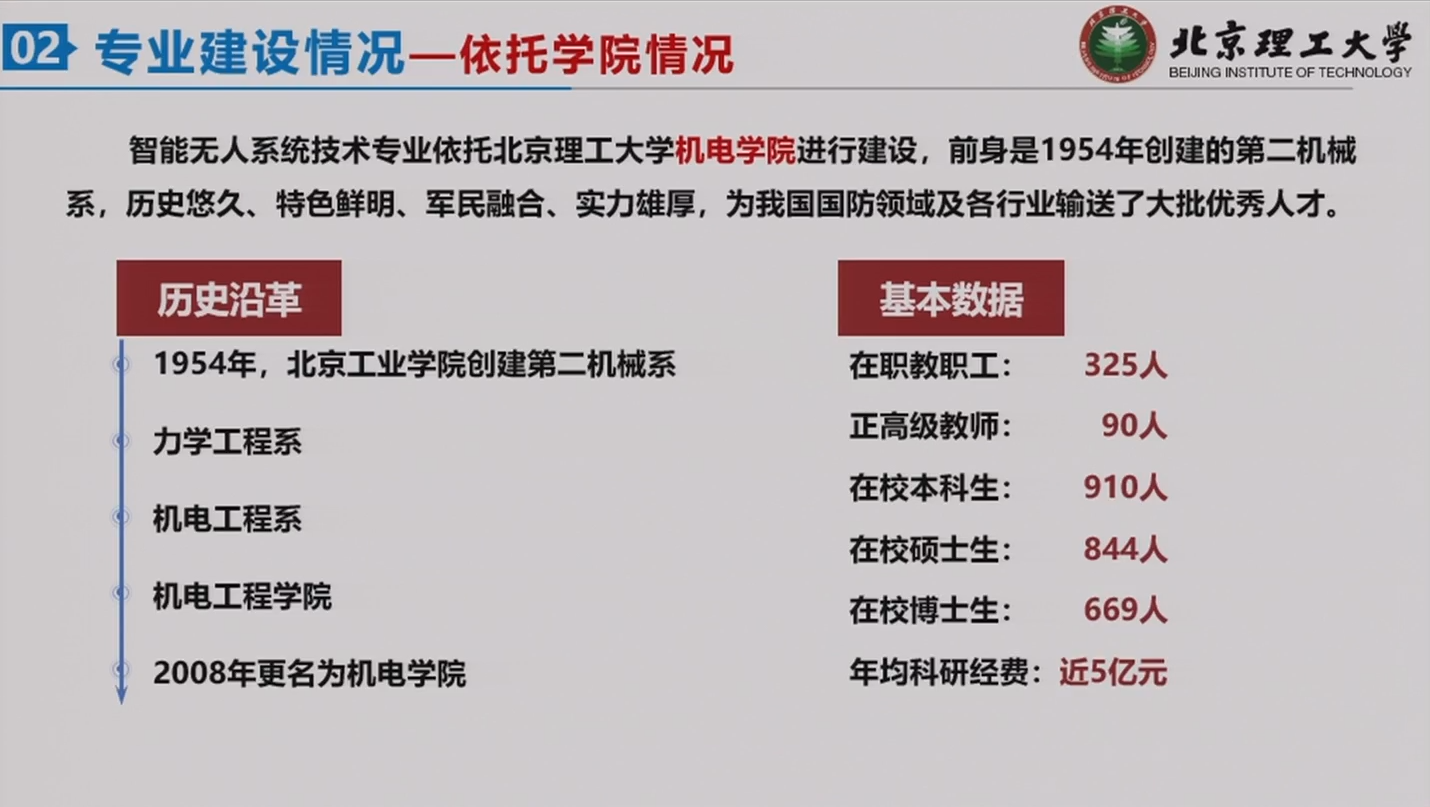 02 专业建设情况—依托学院情况
北京理工大学
BEIJING INSTITUTE OF TECHNOLOGY
智能无人系统技术专业依托北京理工大学机电学院进行建设，前身是1954年创建的第二机械
系，历史悠久、特色鲜明、军民融合、实力雄厚，为我国国防领域及各行业输送了大批优秀人才。
历史沿革
1954年，北京工业学院创建第二机械系
力学工程系
机电工程系
机电工程学院
2008年更名为机电学院
基本数据
在职教职工： 325人
正高级教师： 90人
在校本科生： 910人
在校硕士生： 844人
在校博士生： 669人
年均科研经费：近5亿元